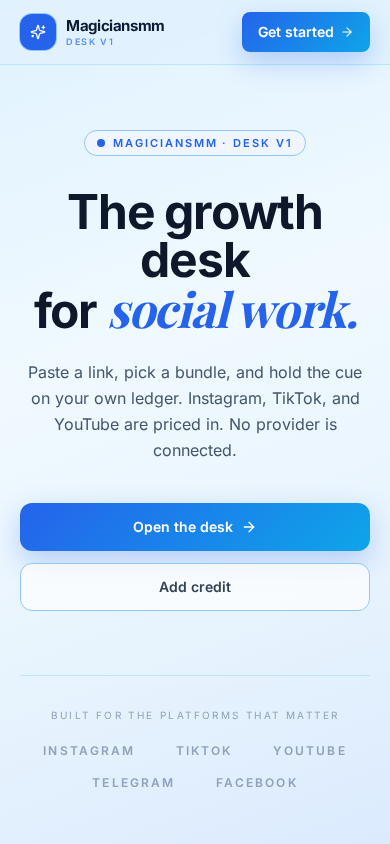 Magiciansmm
DESK V1
Get started →
MAGICIANSMM · DESK V1
The growth
desk
for social work.
Paste a link, pick a bundle, and hold the cue
on your own ledger. Instagram, TikTok, and
YouTube are priced in. No provider is
connected.
Open the desk →
Add credit
BUILT FOR THE PLATFORMS THAT MATTER
INSTAGRAM TIKTOK YOUTUBE
TELEGRAM FACEBOOK